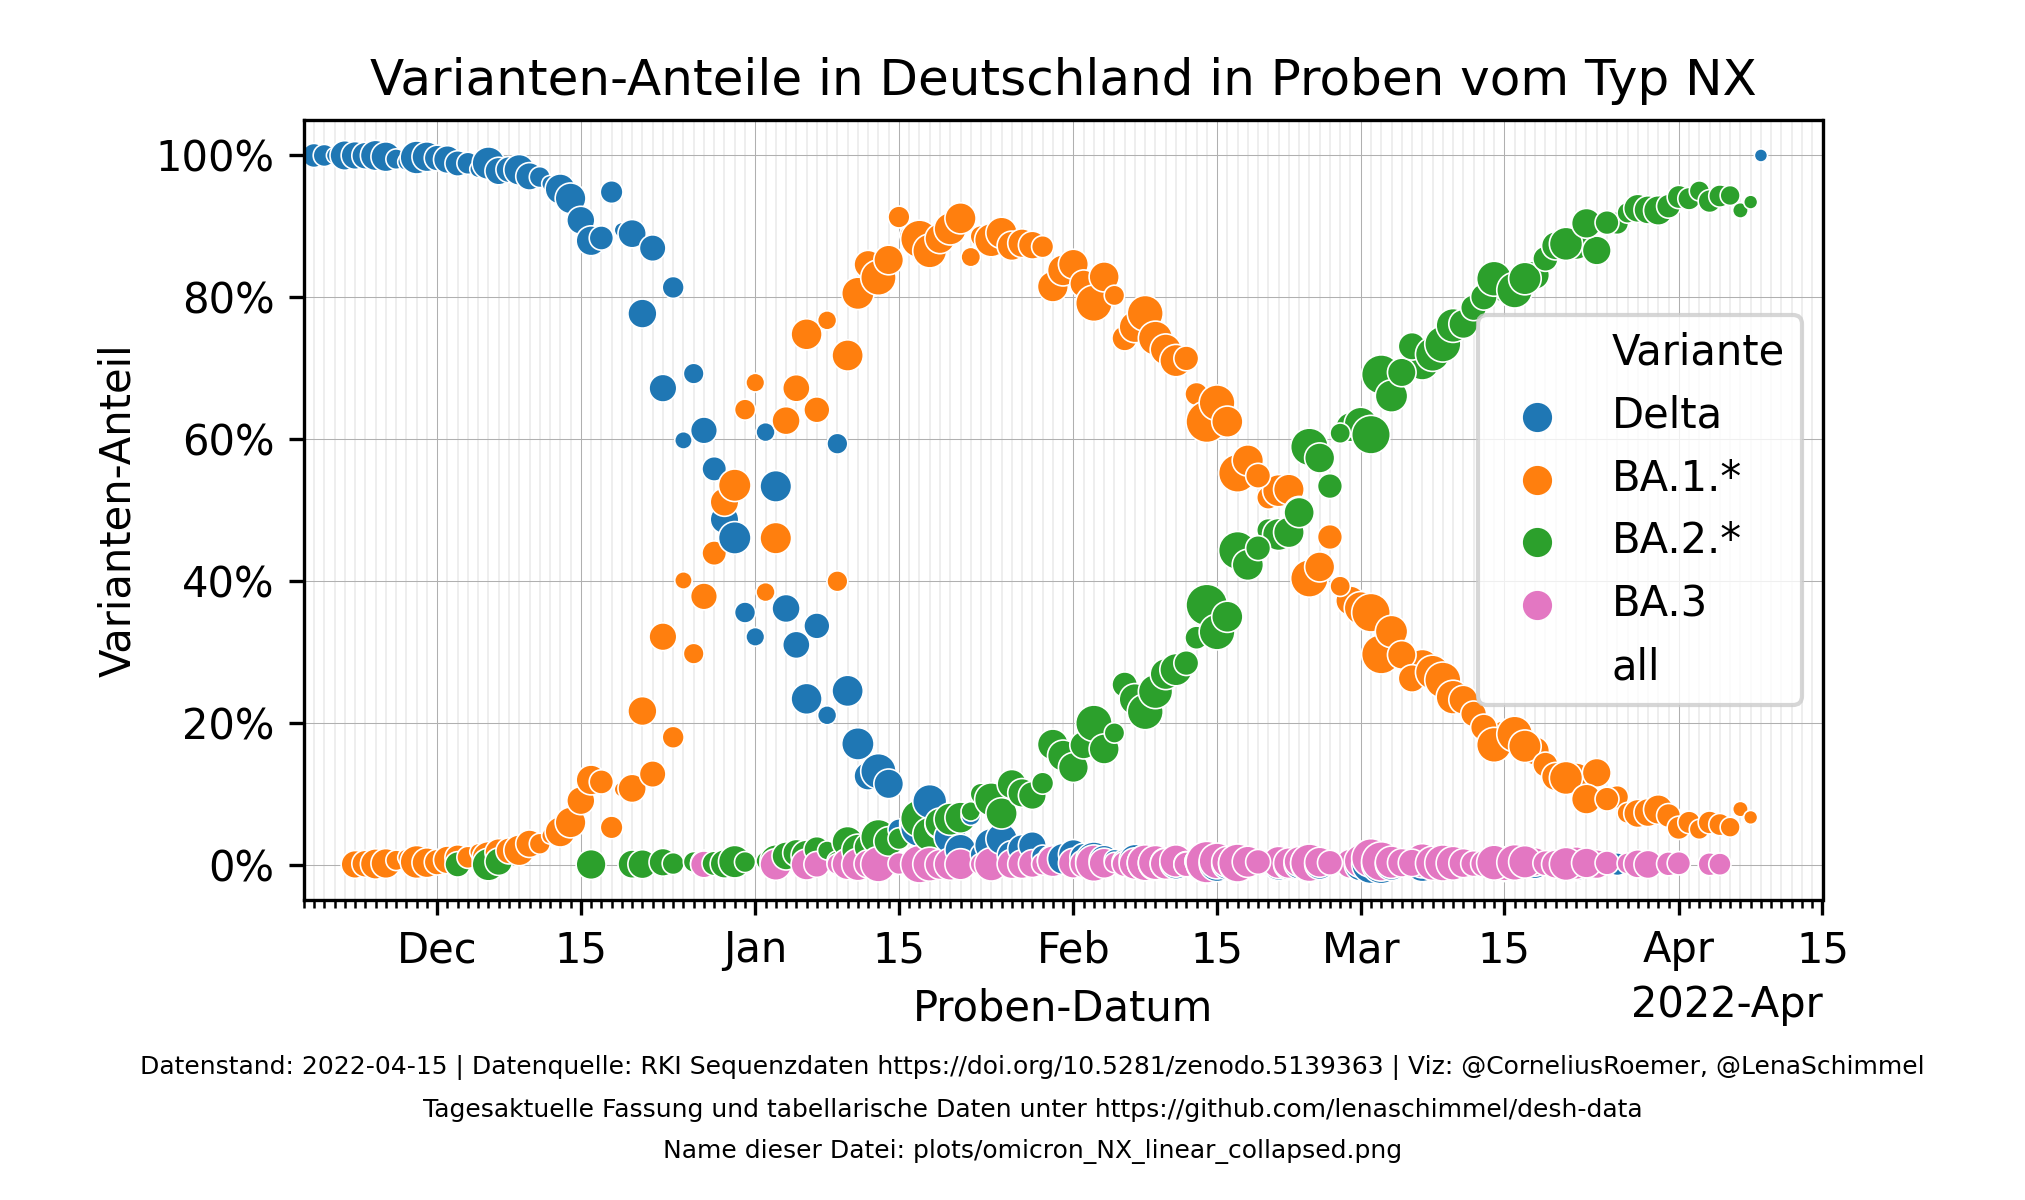 Varianten-Anteile in Deutschland in Proben vom Typ NX
100%
80%
60%
40%
20%
0%
Varianten-Anteil
Variante
Delta
BA.1.*
BA.2.*
BA.3
all
Dec 15 Jan 15 Feb 15 Mar 15 Apr 15
Proben-Datum
2022-Apr
Datenstand: 2022-04-15 | Datenquelle: RKI Sequenzdaten https://doi.org/10.5281/zenodo.5139363 | Viz: @CorneliusRoemer, @LenaSchimmel
Tagesaktuelle Fassung und tabellarische Daten unter https://github.com/lenaschimmel/desh-data
Name dieser Datei: plots/omicron_NX_linear_collapsed.png